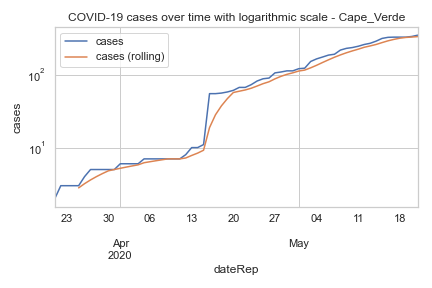 COVID-19 cases over time with logarithmic scale - Cape_Verde
cases
cases (rolling)
10²
10¹
cases
23 30 06 13 20 27 04 11 18
Apr May
2020
dateRep